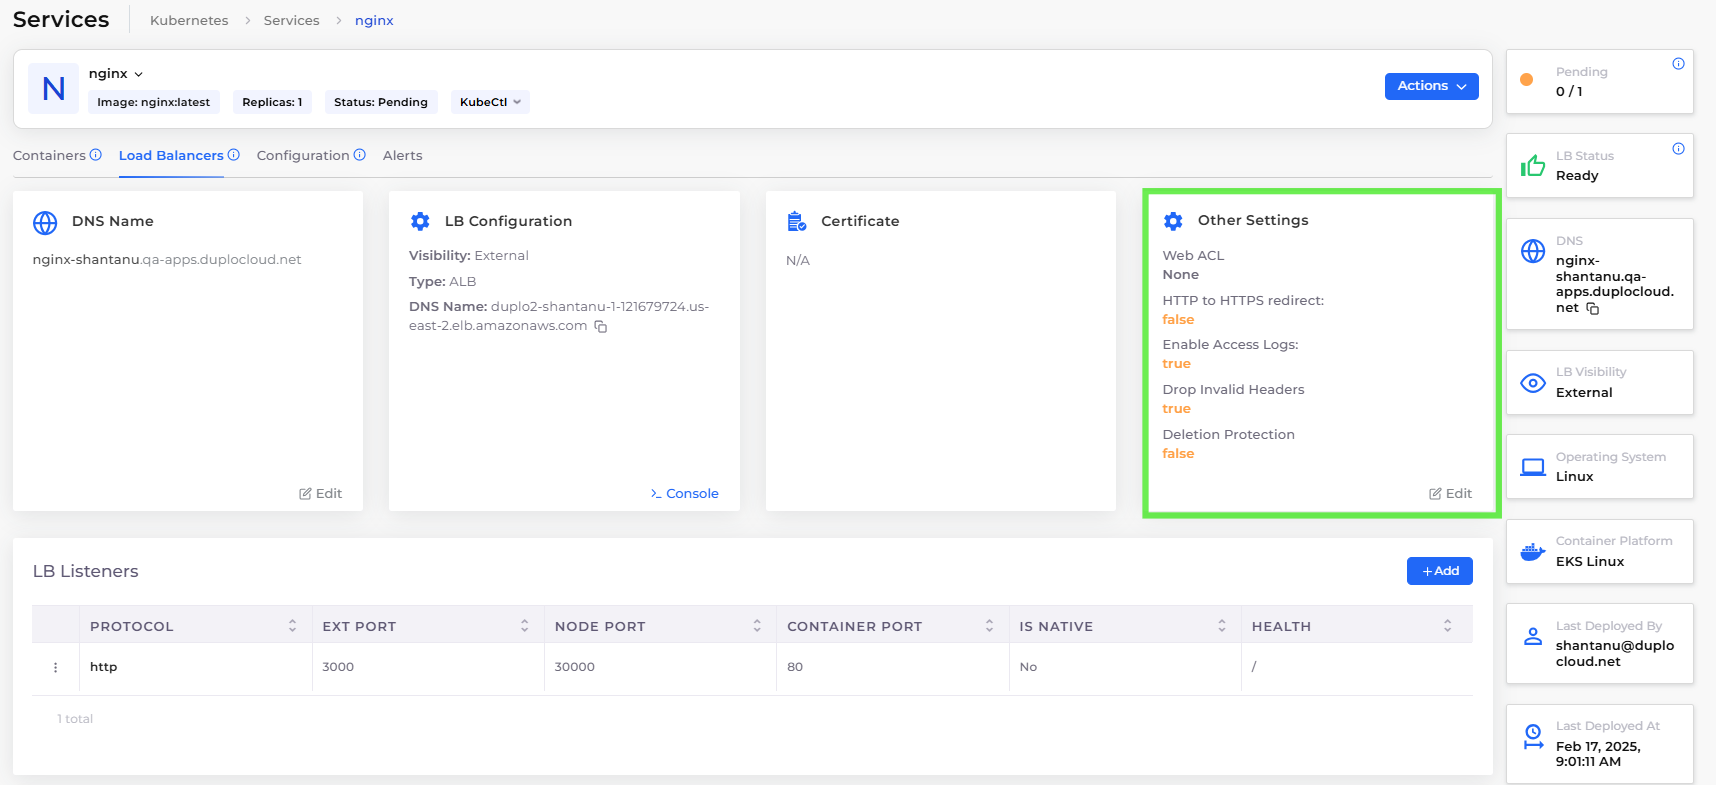 Services
Kubernetes > Services > nginx
N
nginx
Image: nginx:latest
Replicas: 1
Status: Pending
KubeCtl
Actions
Containers
Load Balancers
Configuration
Alerts
DNS Name
nginx-shantanu.qa-apps.duplocloud.net
Edit
LB Configuration
Visibility: External
Type: ALB
DNS Name: duplo2-shantanu-1-121679724.us-
east-2.elb.amazonaws.com
>_ Console
Certificate
N/A
Other Settings
Web ACL
None
HTTP to HTTPS redirect:
false
Enable Access Logs:
true
Drop Invalid Headers
true
Deletion Protection
false
Edit
LB Listeners
+ Add
PROTOCOL EXT PORT NODE PORT CONTAINER PORT IS NATIVE HEALTH
http 3000 30000 80 No /
1 total
Pending
0 / 1
LB Status
Ready
DNS
nginx-
shantanu.qa-
apps.duplocloud.
net
LB Visibility
External
Operating System
Linux
Container Platform
EKS Linux
Last Deployed By
shantanu@duplo
cloud.net
Last Deployed At
Feb 17, 2025,
9:01:11 AM